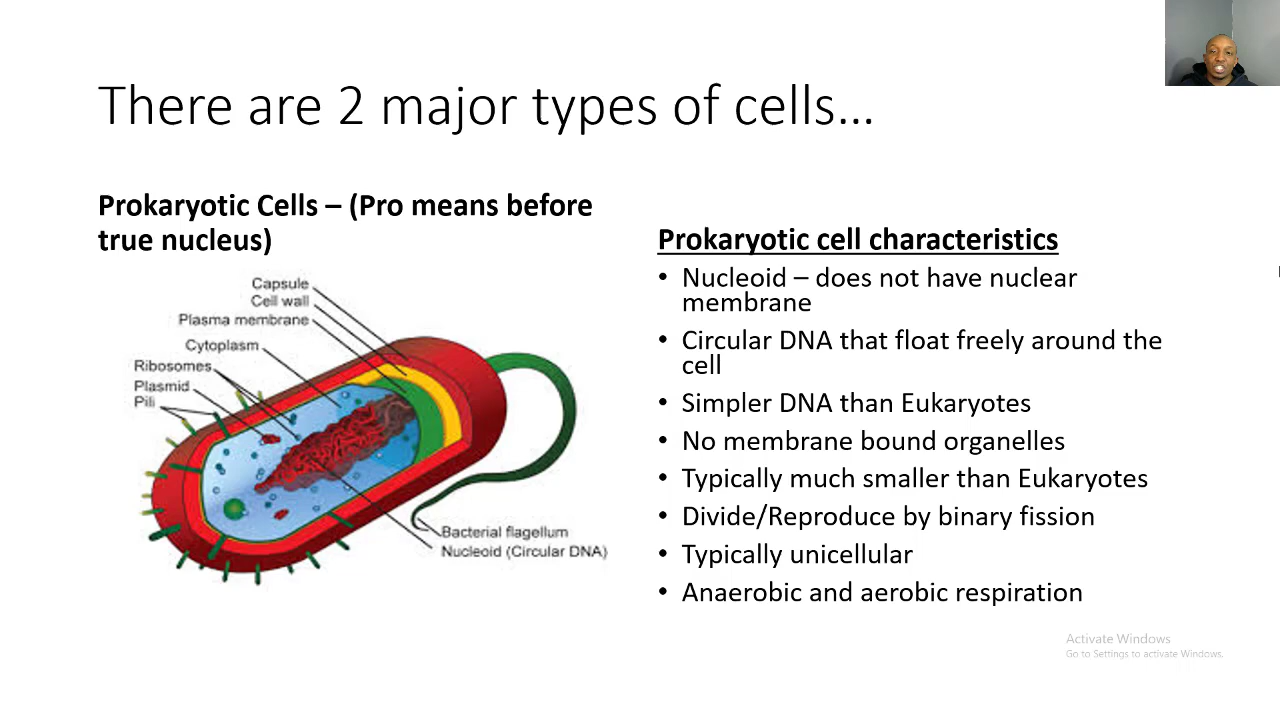 There are 2 major types of cells...
Prokaryotic Cells – (Pro means before
true nucleus)
Capsule
Cell wall
Plasma membrane
Cytoplasm
Ribosomes
Plasmid
Pili
Bacterial flagellum
Nucleoid (Circular DNA)
Prokaryotic cell characteristics
• Nucleoid – does not have nuclear
membrane
• Circular DNA that float freely around the
cell
• Simpler DNA than Eukaryotes
• No membrane bound organelles
• Typically much smaller than Eukaryotes
• Divide/Reproduce by binary fission
• Typically unicellular
• Anaerobic and aerobic respiration
Activate Windows
Go to Settings to activate Windows.